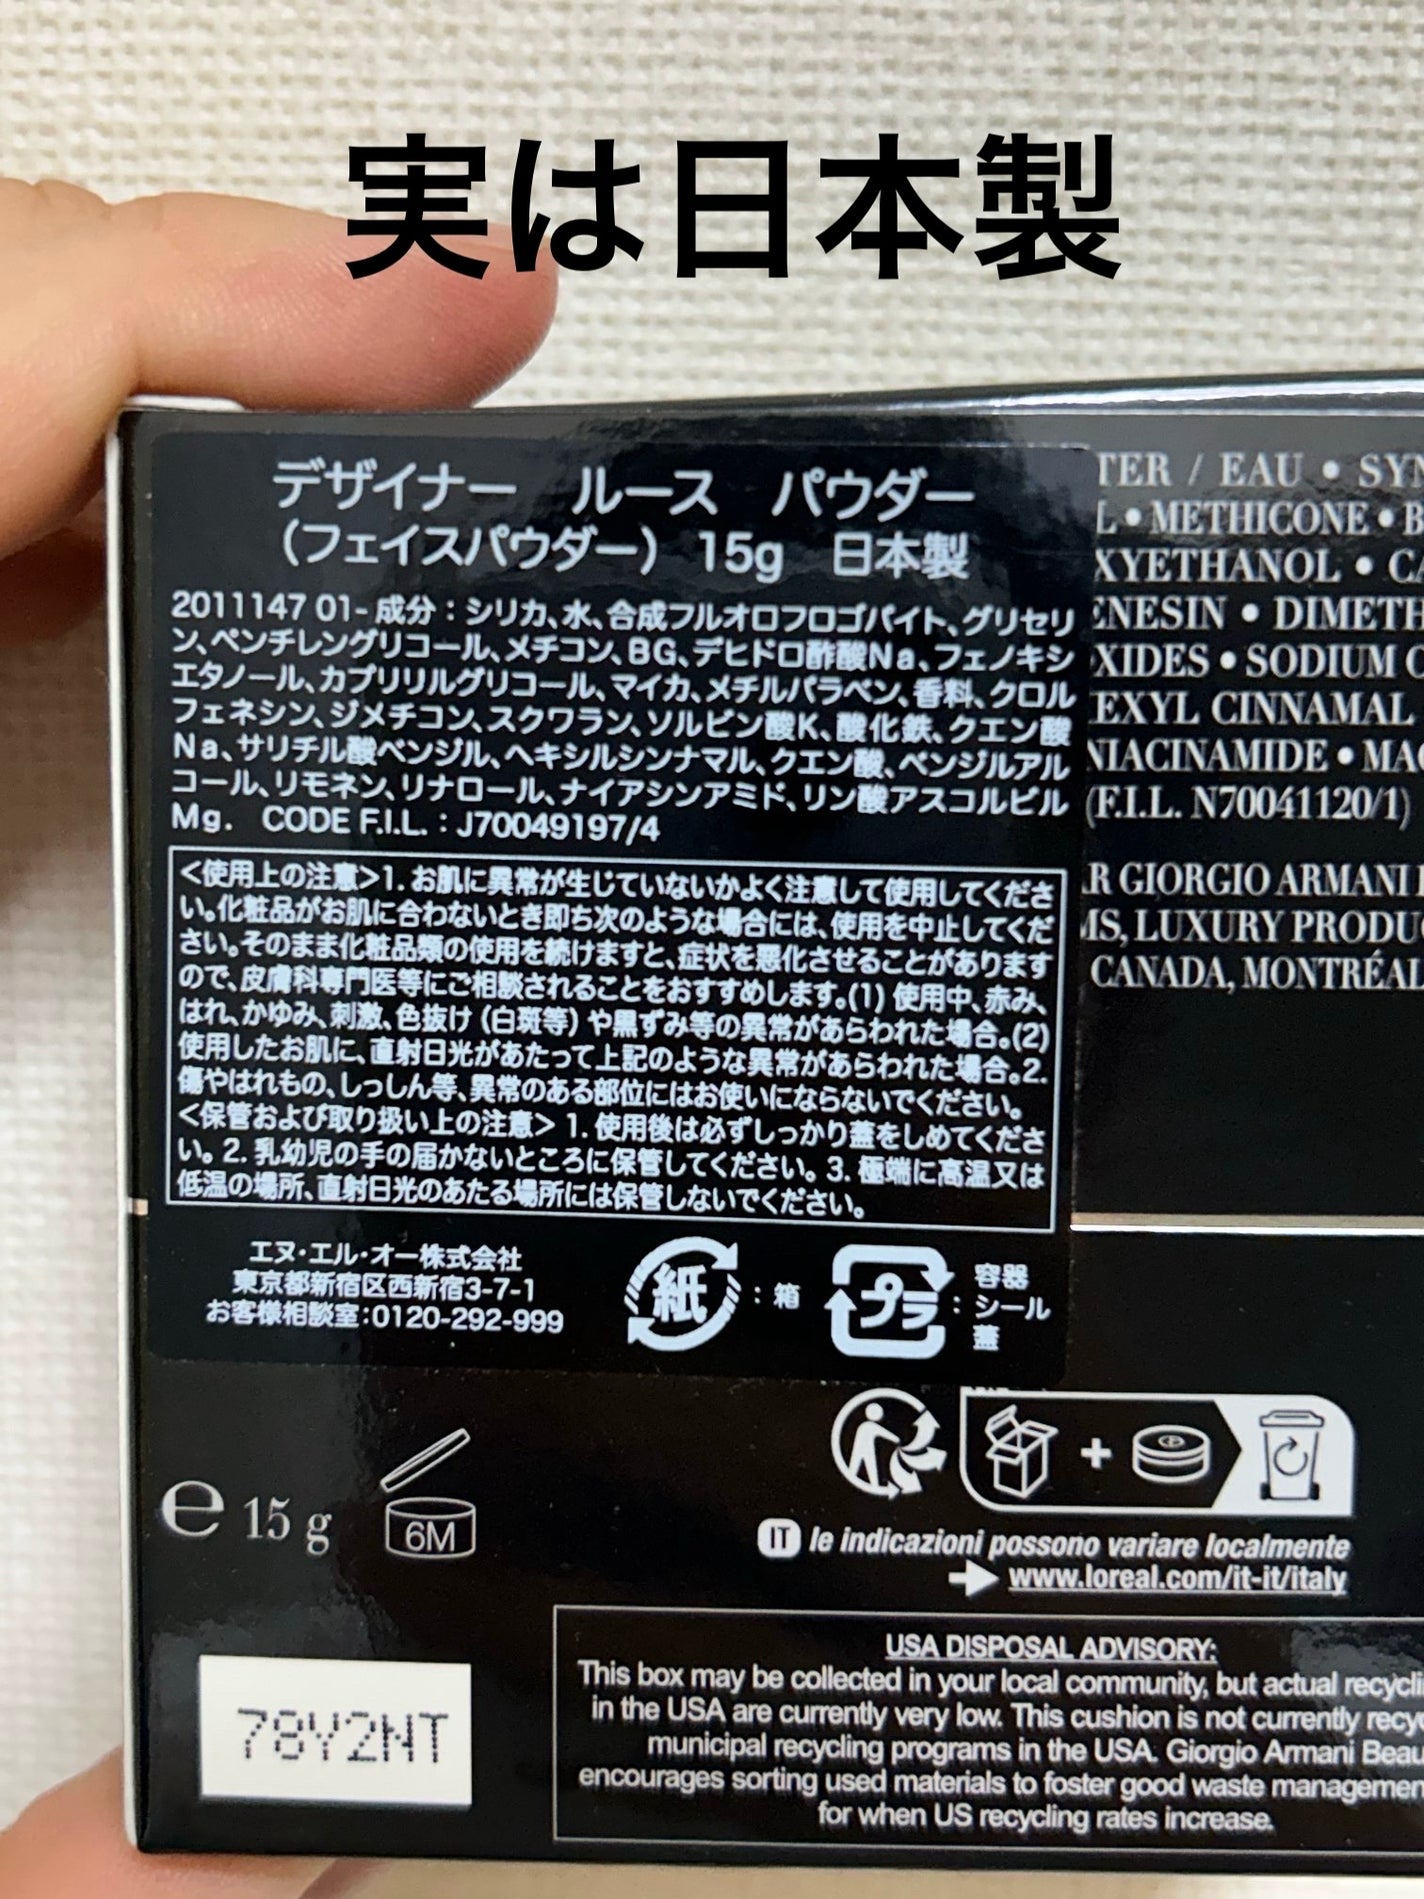 実は日本製
デザイナー ルース パウダー
（フェイスパウダー） 15g 日本製
2011147 01- 成分：シリカ、水、合成フルオロフロゴパイト、グリセリ
ン、ペンチレングリコール、メチコン、BG、デヒドロ酢酸Na、フェノキシ
エタノール、カプリリルグリコール、マイカ、メチルパラベン、香料、クロル
フェネシン、ジメチコン、スクワラン、ソルビン酸K、酸化鉄、クエン酸
Na、サリチル酸ベンジル、ヘキシルシンナマル、クエン酸、ベンジルアル
コール、リモネン、リナロール、ナイアシンアミド、リン酸アスコルビル
Mg. CODE F.I.L.：J70049197/4
＜使用上の注意＞1. お肌に異常が生じていないかよく注意して使用してくださ
い。化粧品がお肌に合わないとき即ち次のような場合には、使用を中止してくだ
さい。そのまま化粧品類の使用を続けますと、症状を悪化させることがあります
ので、皮膚科専門医等にご相談されることをおすすめします。(1) 使用中、赤み、
はれ、かゆみ、刺激、色抜け（白斑等）や黒ずみ等の異常があらわれた場合。(2)
使用したお肌に、直射日光があたって上記のような異常があらわれた場合。2.
傷やはれもの、しっしん等、異常のある部位にはお使いにならないでください。
＜保管および取り扱い上の注意＞ 1. 使用後は必ずしっかり蓋をしめてくださ
い。2. 乳幼児の手の届かないところに保管してください。3. 極端に高温又は
低温の場所、直射日光のあたる場所には保管しないでください。
エヌ・エル・オー株式会社
東京都新宿区西新宿3-7-1
お客様相談室：0120-292-999
紙：箱
プラ：容器
シール
蓋
TER / EAU • SYN
L • METHICONE • B
XYETHANOL • CA
ENESIN • DIMETH
XIDES • SODIUM C
EXYL CINNAMAL
NIACINAMIDE • MAG
(F.I.L. N70041120/1)
R GIORGIO ARMANI
MS, LUXURY PRODU
CANADA, MONTRÉAL
℮ 15 g
6M
+
IT le indicazioni possono variare localmente
www.loreal.com/it-it/italy
78Y2NT
USA DISPOSAL ADVISORY:
This box may be collected in your local community, but actual recycli
in the USA are currently very low. This cushion is not currently recyc
municipal recycling programs in the USA. Giorgio Armani Beau
encourages sorting used materials to foster good waste managemen
for when US recycling rates increase.